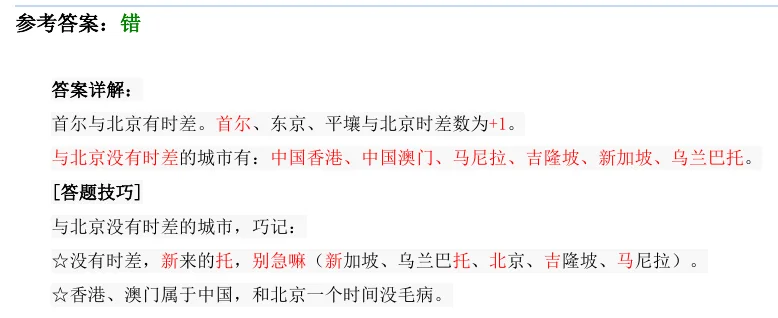 参考答案：错
答案详解：
首尔与北京有时差。首尔、东京、平壤与北京时差数为+1。
与北京没有时差的城市有：中国香港、中国澳门、马尼拉、吉隆坡、新加坡、乌兰巴托。
[答题技巧]
与北京没有时差的城市，巧记：
☆没有时差，新来的托，别急嘛（新加坡、乌兰巴托、北京、吉隆坡、马尼拉）。
☆香港、澳门属于中国，和北京一个时间没毛病。